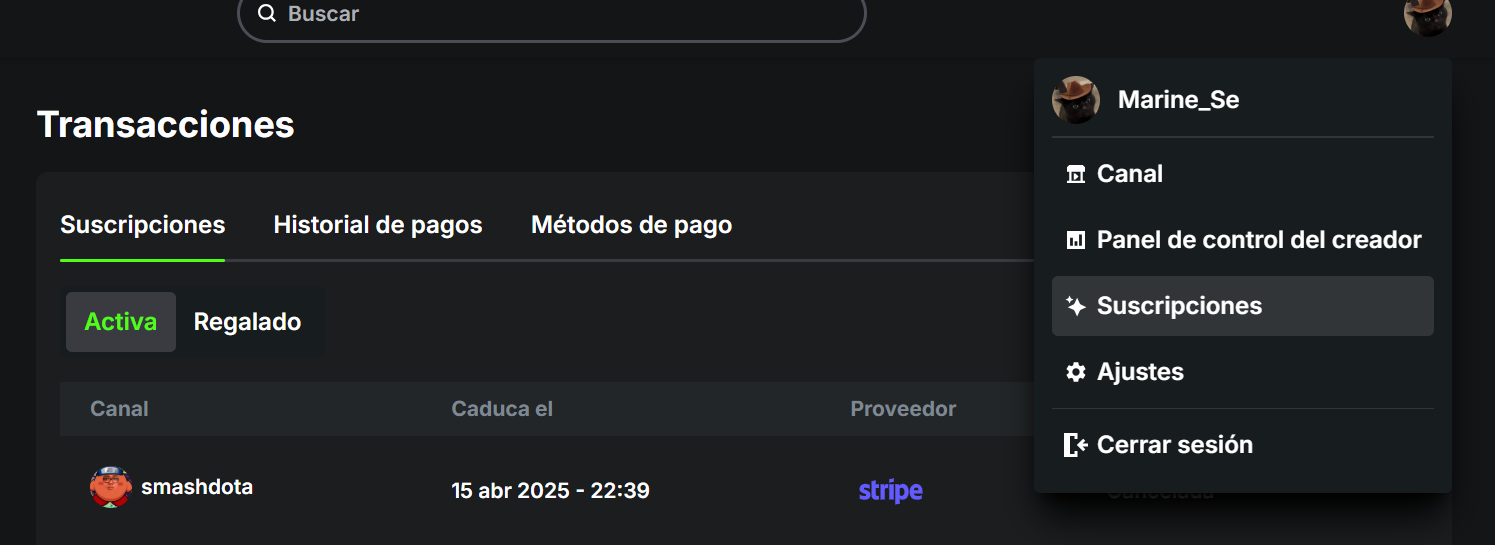 Buscar
Marine_Se
Transacciones
Canal
Suscripciones Historial de pagos Métodos de pago
Panel de control del creador
Suscripciones
Activa Regalado
Ajustes
Canal Caduca el Proveedor
Cerrar sesión
smashdota 15 abr 2025 - 22:39 stripe
Cancelada